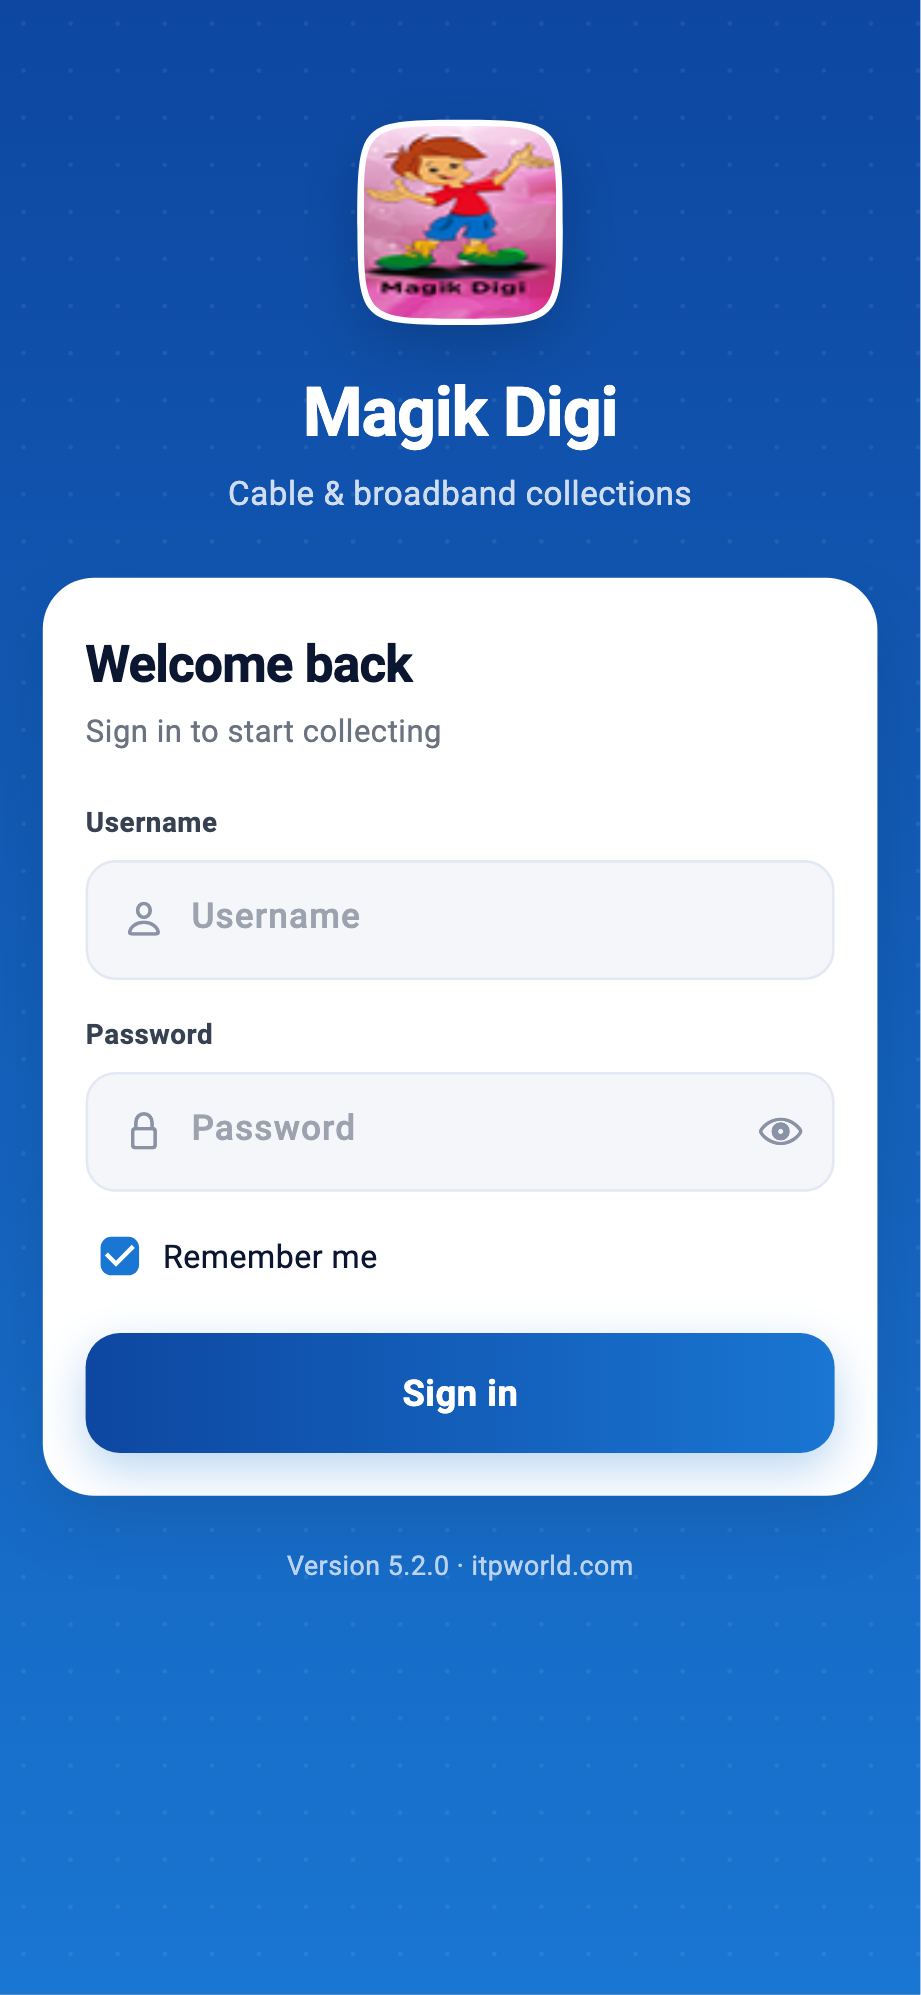 Magik Digi
Magik Digi
Cable & broadband collections
Welcome back
Sign in to start collecting
Username
Username
Password
Password
Remember me
Sign in
Version 5.2.0 · itpworld.com